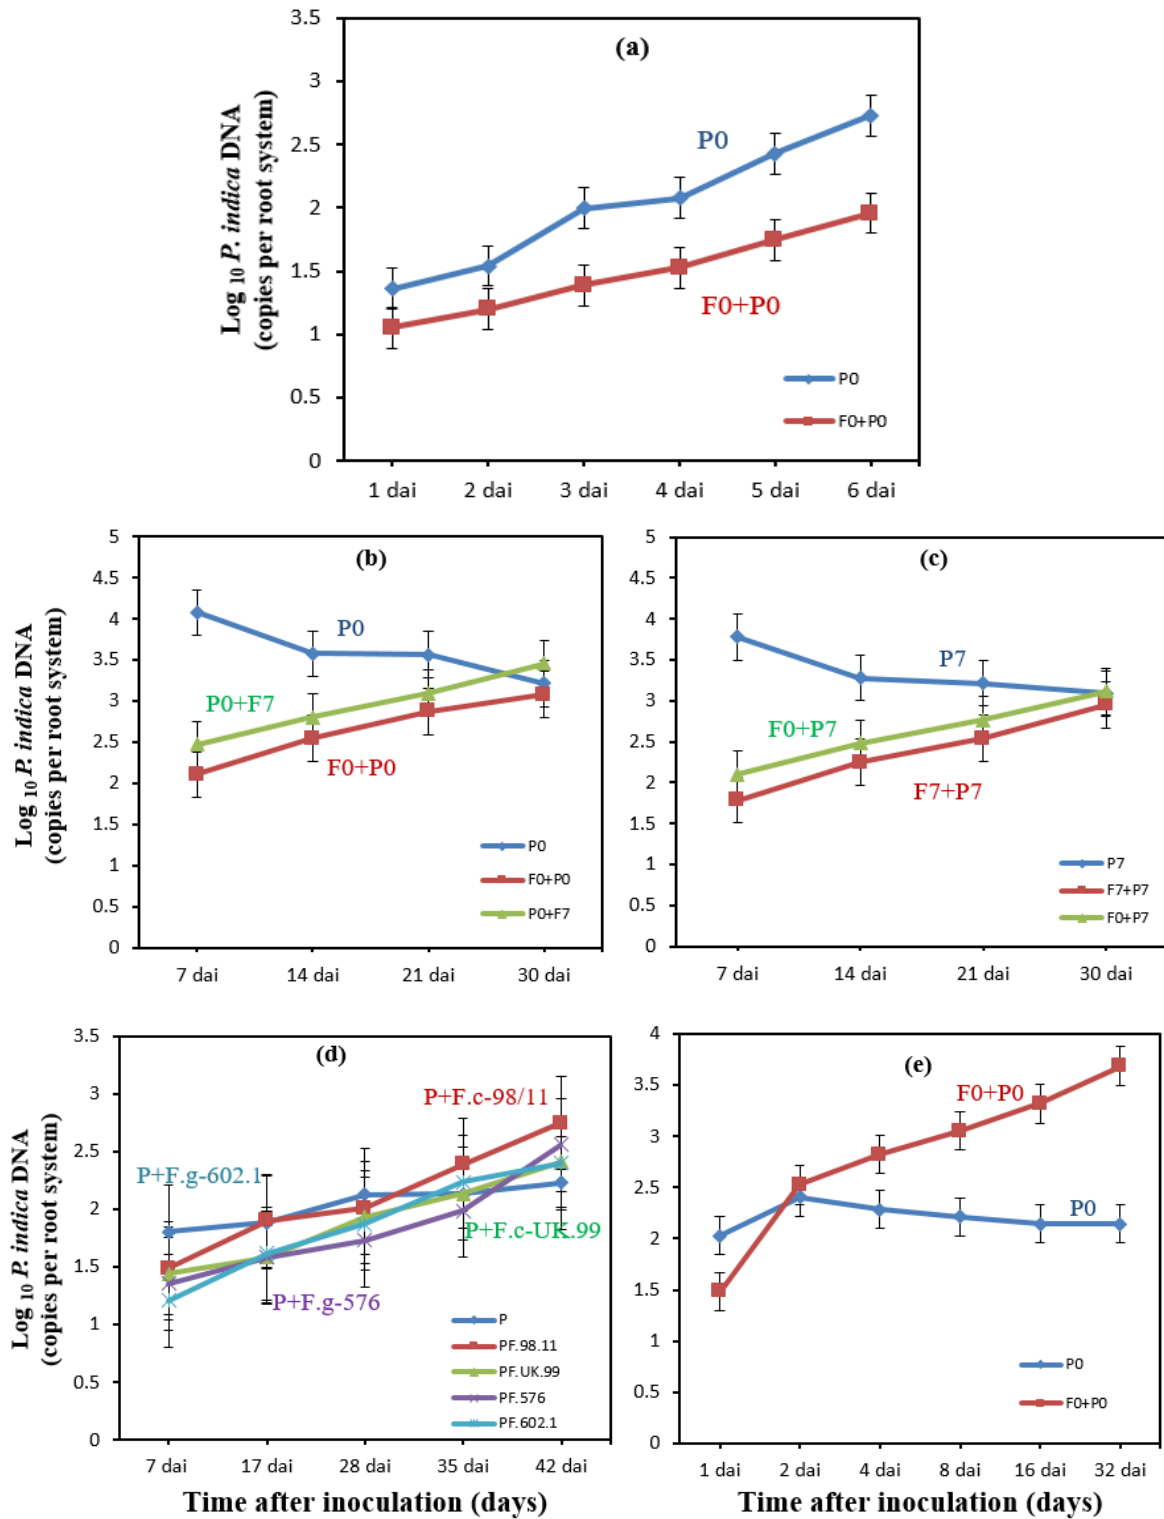 (a)
Log 10 P. indica DNA
(copies per root system)
3.5
3
2.5
2
1.5
1
0.5
0
P0
F0+P0
P0
F0+P0
1 dai 2 dai 3 dai 4 dai 5 dai 6 dai
(b)
Log 10 P. indica DNA
(copies per root system)
5
4.5
4
3.5
3
2.5
2
1.5
1
0.5
0
P0
P0+F7
F0+P0
P0
F0+P0
P0+F7
7 dai 14 dai 21 dai 30 dai
(c)
5
4.5
4
3.5
3
2.5
2
1.5
1
0.5
0
P7
F0+P7
F7+P7
P7
F7+P7
F0+P7
7 dai 14 dai 21 dai 30 dai
(d)
Log 10 P. indica DNA
(copies per root system)
3.5
3
2.5
2
1.5
1
0.5
0
P+F.c-98/11
P+F.g-602.1
P+F.c-UK.99
P+F.g-576
P
PF.98.11
PF.UK.99
PF.576
PF.602.1
7 dai 17 dai 28 dai 35 dai 42 dai
Time after inoculation (days)
(e)
4
3.5
3
2.5
2
1.5
1
0.5
0
F0+P0
P0
P0
F0+P0
1 dai 2 dai 4 dai 8 dai 16 dai 32 dai
Time after inoculation (days)